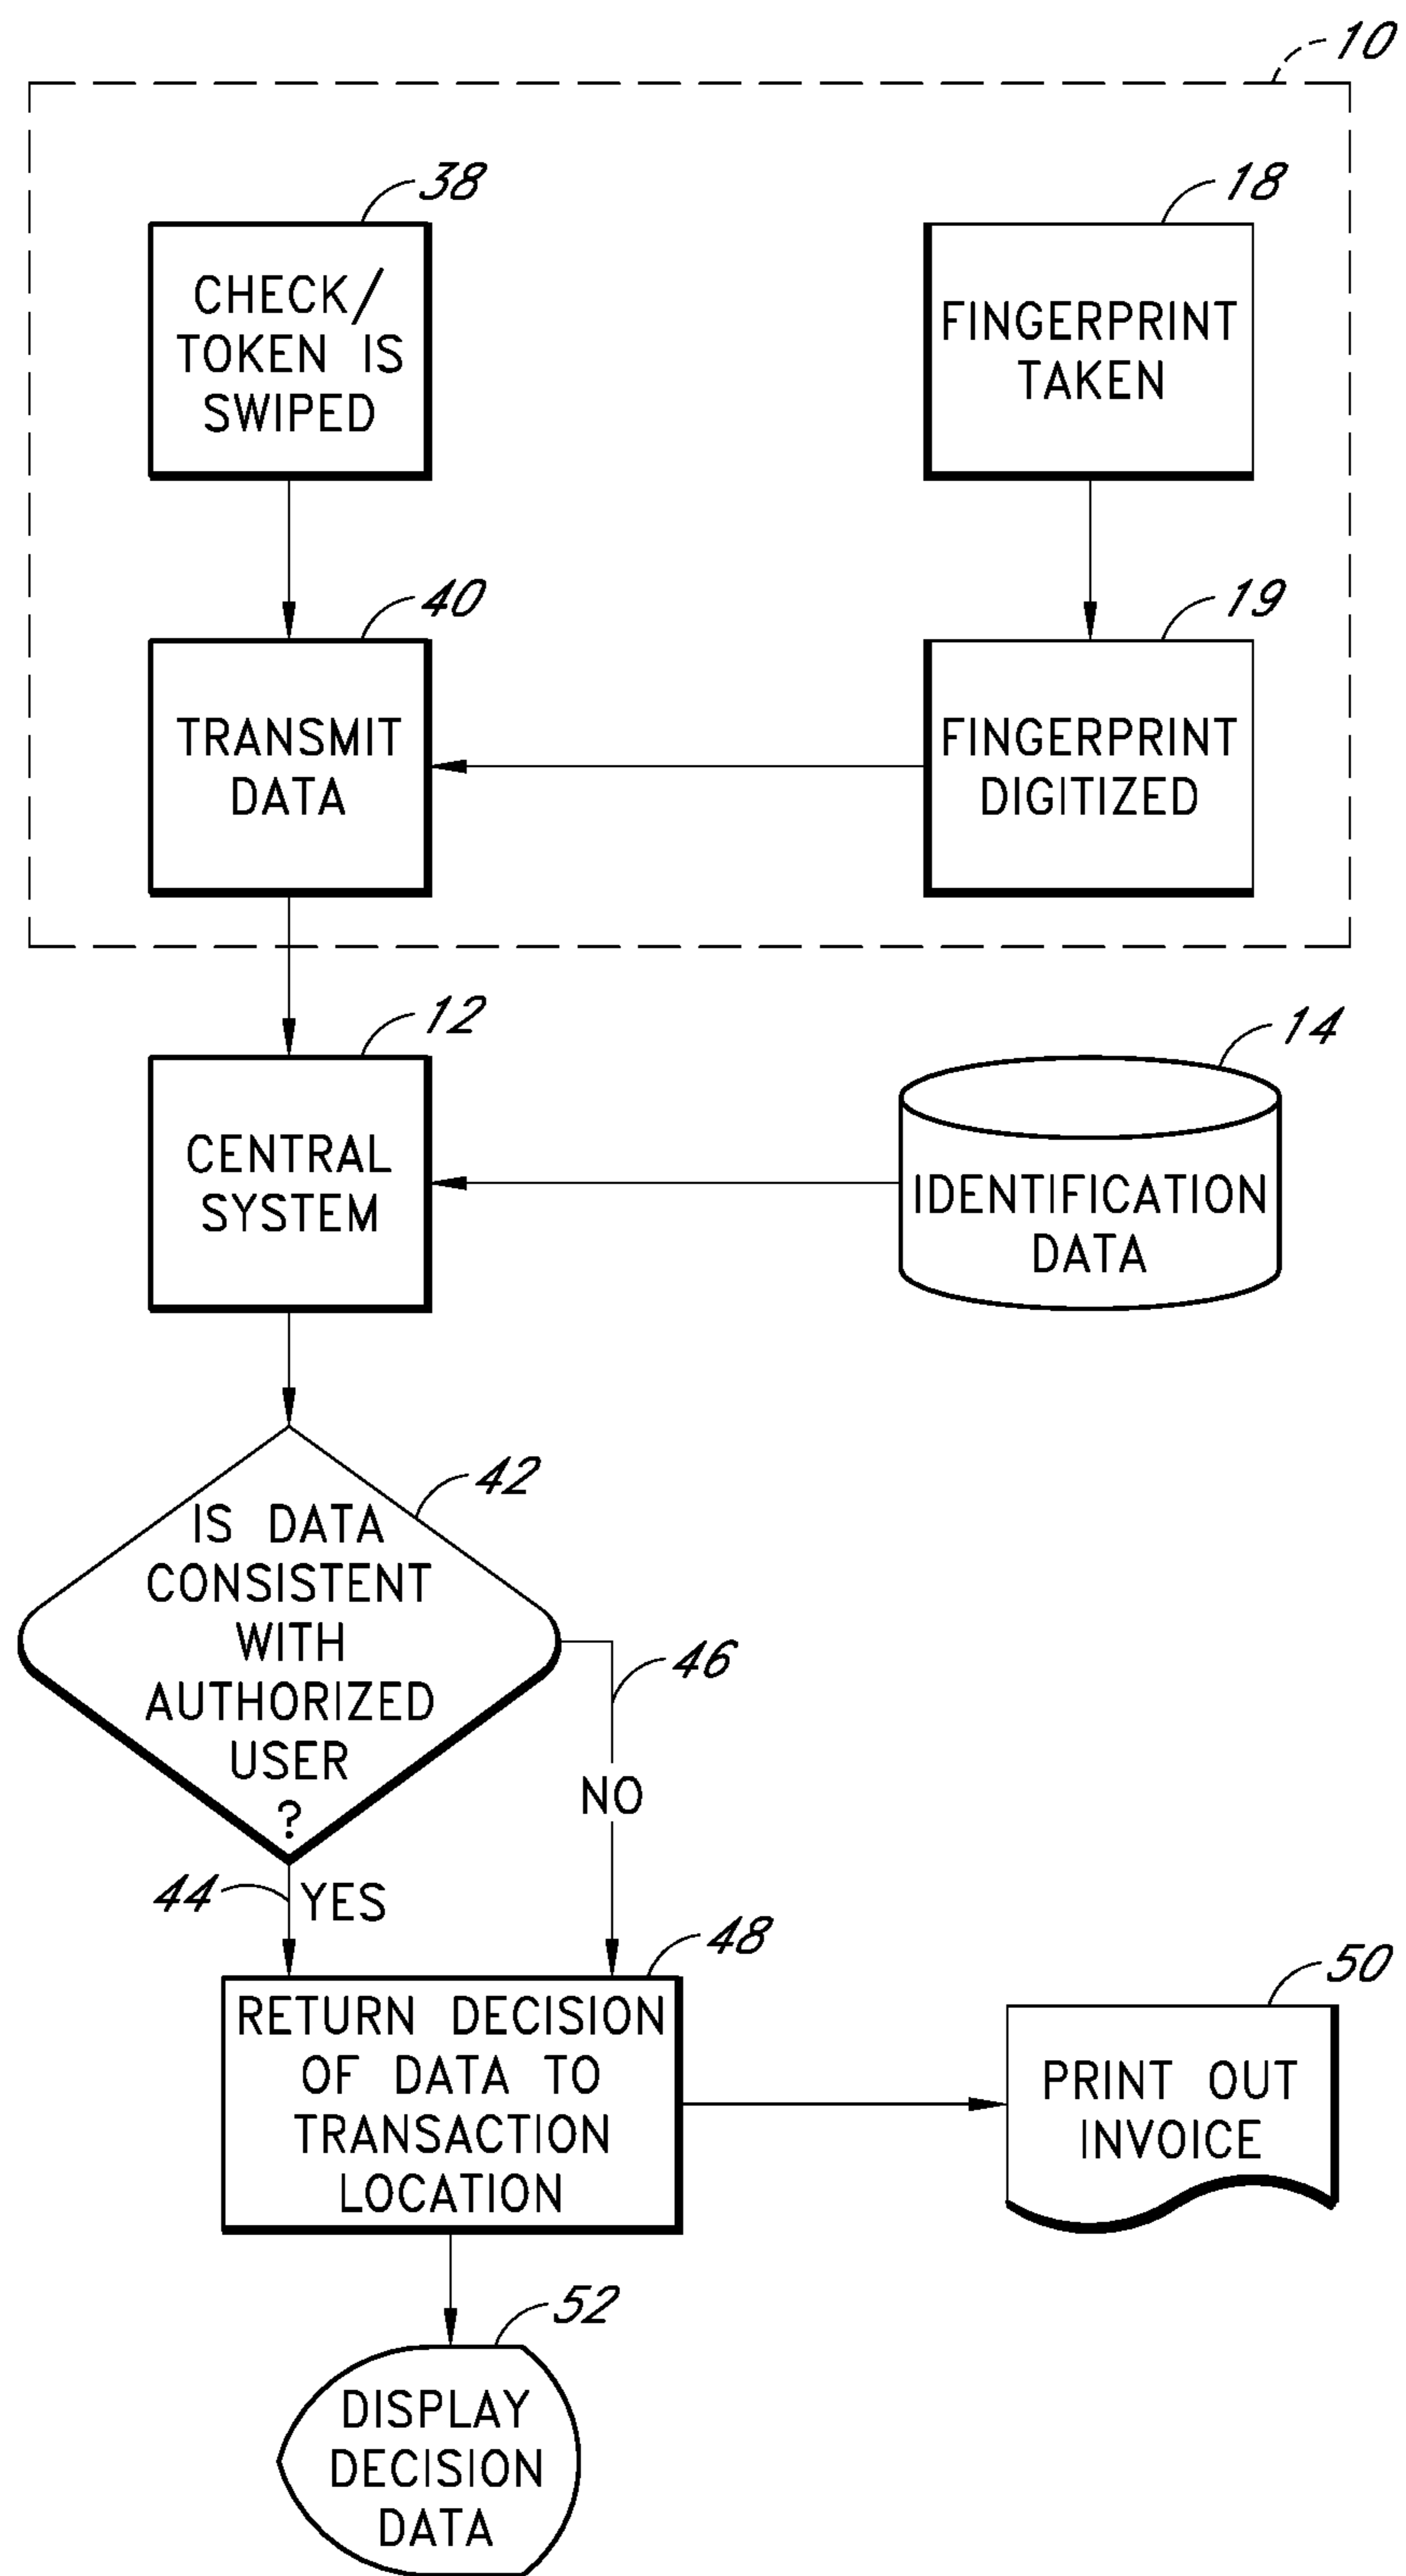 10
38
18
CHECK/
TOKEN IS
SWIPED
FINGERPRINT
TAKEN
40
19
TRANSMIT
DATA
FINGERPRINT
DIGITIZED
12
14
CENTRAL
SYSTEM
IDENTIFICATION
DATA
42
IS DATA
CONSISTENT
WITH
AUTHORIZED
USER
?
46
NO
44
YES
48
50
RETURN DECISION
OF DATA TO
TRANSACTION
LOCATION
PRINT OUT
INVOICE
52
DISPLAY
DECISION
DATA